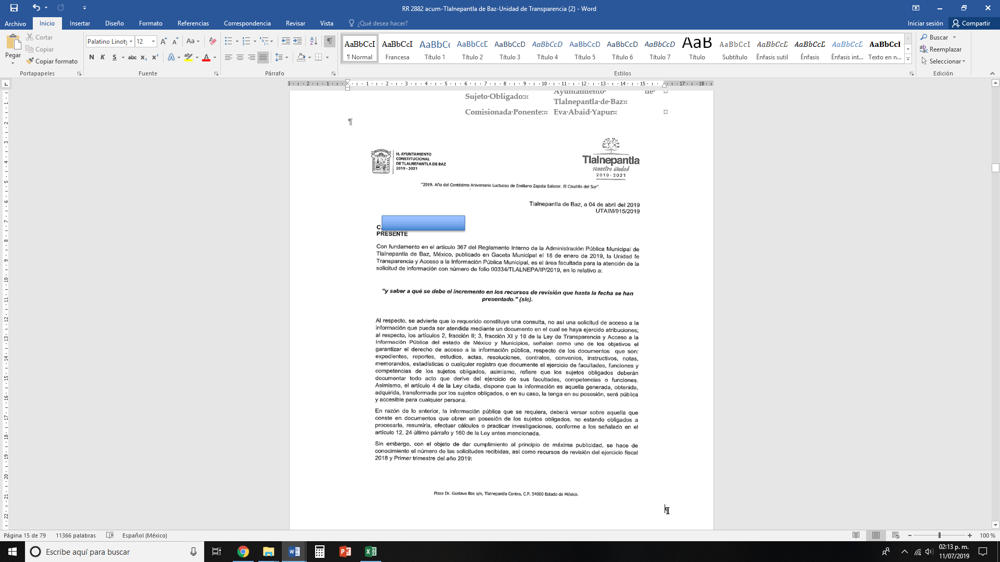 RR 2882 acum-Tlalnepantla de Baz-Unidad de Transparencia (2) - Word
Archivo Inicio Insertar Diseño Formato Referencias Correspondencia Revisar Vista ¿Qué desea hacer? Iniciar sesión Compartir
Pegar
Cortar
Copiar
Copiar formato
Portapapeles
Palatino Linoty 12
N K S abc x₂ x²
Fuente
Párrafo
AaBbCcI AaBbCcI AaBbCc AaBbCcD AaBbCcD AaBbCcD AaBbCcD AaBbCcD AaBbCcD AaB AaBbCcI AaBbCcD AaBbCcD AaBbCcD AaBbCcI
¶ Normal Francesa Título 1 Título 2 Título 3 Título 4 Título 5 Título 6 Título 7 Título Subtítulo Énfasis sutil Énfasis Énfasis int... Texto en n...
Estilos
Buscar
Reemplazar
Seleccionar
Edición
3 2 1 1 2 3 4 5 6 7 8 9 10 11 12 13 14 15 17 18
Sujeto·Obligado:¤ Ayuntamiento· de· ¤
Tlalnepantla·de·Baz¤
Comisionada·Ponente:¤ Eva·Abaid·Yapur¤ ¤
¶
H. AYUNTAMIENTO
CONSTITUCIONAL
DE TLALNEPANTLA DE BAZ
2019 - 2021
Tlalnepantla
nuestra ciudad
2019 - 2021
"2019. Año del Centésimo Aniversario Luctuoso de Emiliano Zapata Salazar. El Caudillo del Sur"
Tlalnepantla de Baz, a 04 de abril del 2019
UTAIM/915/2019
C.
PRESENTE
Con fundamento en el artículo 367 del Reglamento Interno de la Administración Pública Municipal de
Tlalnepantla de Baz, México, publicado en Gaceta Municipal el 18 de enero de 2019, la Unidad fe
Transparencia y Acceso a la Información Pública Municipal, es el área facultada para la atención de la
solicitud de información con número de folio 00334/TLALNEPA/IP/2019, en lo relativo a:
"y saber a qué se debe el incremento en los recursos de revisión que hasta la fecha se han
presentado." (sic).
Al respecto, se advierte que lo requerido constituye una consulta, no así una solicitud de acceso a la
información que pueda ser atendida mediante un documento en el cual se haya ejercido atribuciones;
al respecto, los artículos 2, fracción II; 3, fracción XI y 18 de la Ley de Transparencia y Acceso a la
Información Pública del estado de México y Municipios, señalan como uno de los objetivos el
garantizar el derecho de acceso a la información pública, respecto de los documentos que son:
expedientes, reportes, estudios, actas, resoluciones, contratos, convenios, instructivos, notas,
memorandos, estadísticas o cualquier registro que documente el ejercicio de facultades, funciones y
competencias de los sujetos obligados, asimismo, refiere que los sujetos obligados deberán
documentar todo acto que derive del ejercicio de sus facultades, competencias o funciones.
Asimismo, el artículo 4 de la Ley citada, dispone que la información es aquella generada, obtenida,
adquirida, transformada por los sujetos obligados, o en su caso, la tenga en su posesión, será pública
y accesible para cualquier persona.
En razón de lo anterior, la información pública que se requiera, deberá versar sobre aquella que
conste en documentos que obren en posesión de los sujetos obligados, no estando obligados a
procesarla, resumirla, efectuar cálculos o practicar investigaciones, conforme a los señalado en el
artículo 12, 24 último párrafo y 160 de la Ley antes mencionada.
Sin embargo, con el objeto de dar cumplimiento al principio de máxima publicidad, se hace de
conocimiento el número de las solicitudes recibidas, así como recursos de revisión del ejercicio fiscal
2018 y Primer trimestre del año 2019:
Plaza Dr. Gustavo Baz s/n, Tlalnepantla Centro, C.P. 54000 Estado de México.
¶
Página 15 de 79 11366 palabras Español (México) 100 %
Escribe aquí para buscar
02:13 p. m.
11/07/2019